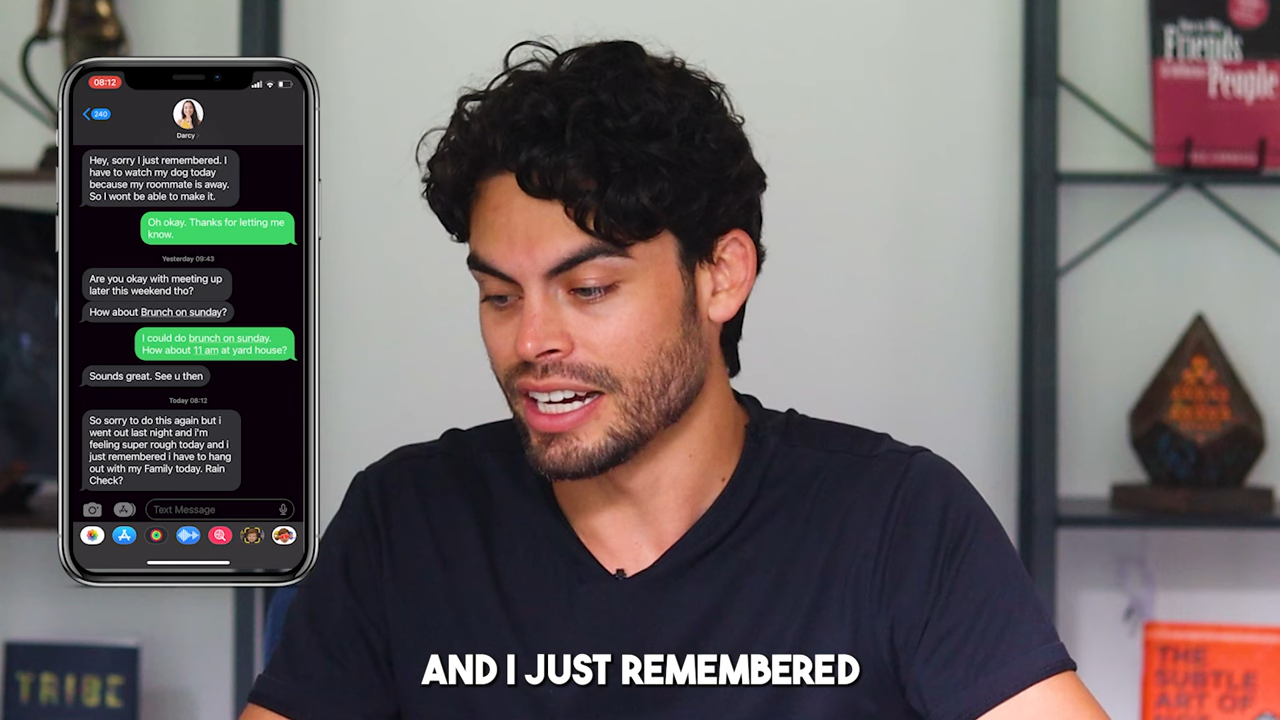 08:12
240
Darcy
Hey, sorry I just remembered. I
have to watch my dog today
because my roommate is away.
So I wont be able to make it.
Oh okay. Thanks for letting me
know.
Yesterday 09:43
Are you okay with meeting up
later this weekend tho?
How about Brunch on sunday?
I could do brunch on sunday.
How about 11 am at yard house?
Sounds great. See u then
Today 08:12
So sorry to do this again but i
went out last night and i'm
feeling super rough today and i
just remembered i have to hang
out with my Family today. Rain
Check?
Text Message
Friends
People
TRIBE
THE
SUBTLE
ART OF
AND I JUST REMEMBERED